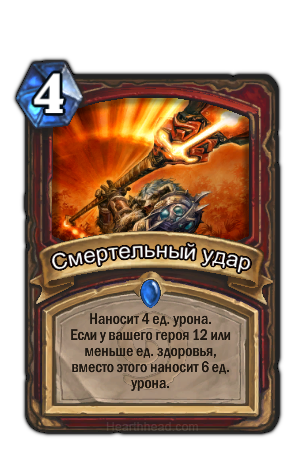 4
Смертельный удар
Наносит 4 ед. урона.
Если у вашего героя 12 или
меньше ед. здоровья,
вместо этого наносит 6 ед.
урона.
Hearthhead.com